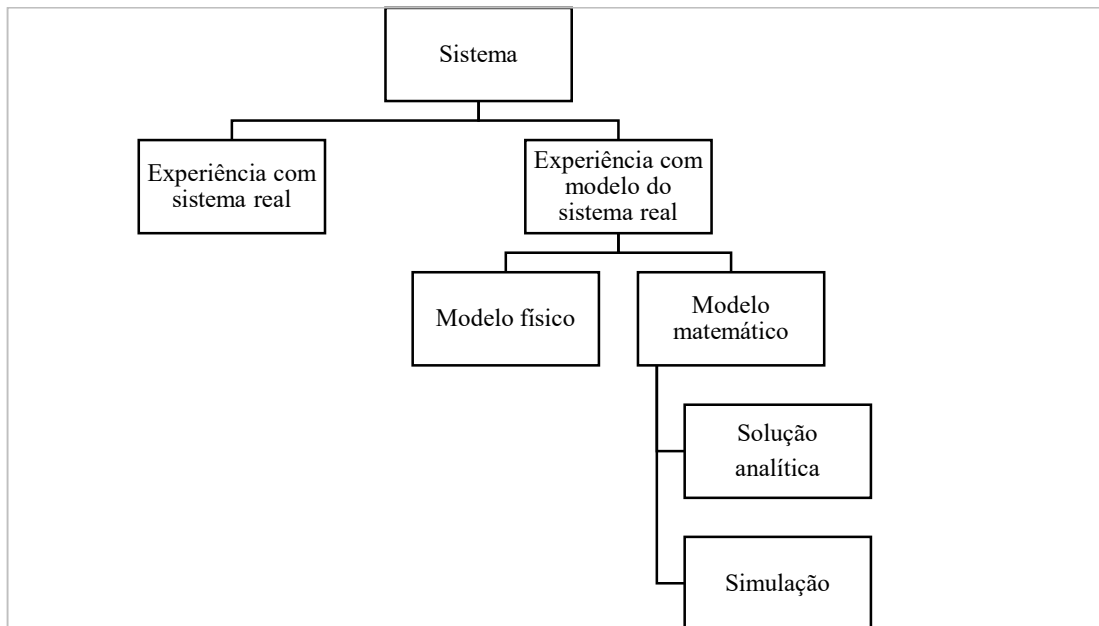 Sistema
Experiência com
sistema real
Experiência com
modelo do
sistema real
Modelo físico
Modelo
matemático
Solução
analítica
Simulação